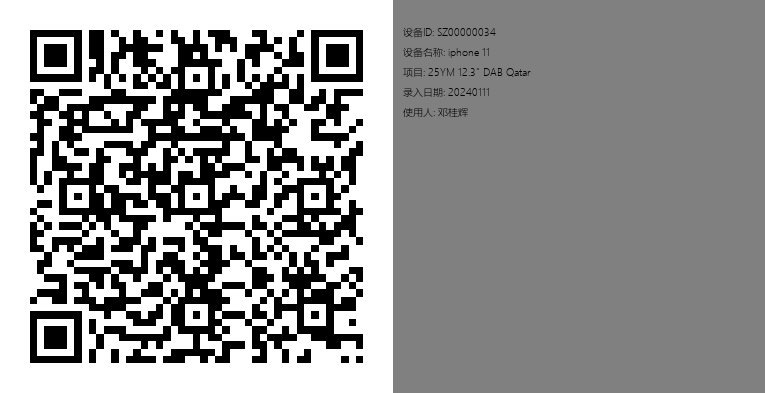 设备ID: SZ00000034
设备名称: iphone 11
项目: 25YM 12.3" DAB Qatar
录入日期: 20240111
使用人: 邓桂辉